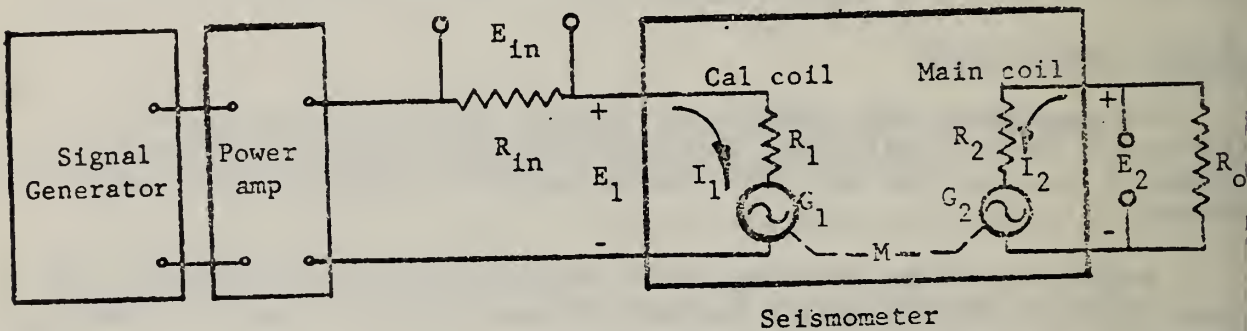 E_in
Cal coil
Main coil
+
+
R_in
R_1
R_2
Signal
Generator
Power
amp
E_1
I_1
I_2
E_2
R_o
G_1
G_2
-
-
M
Seismometer